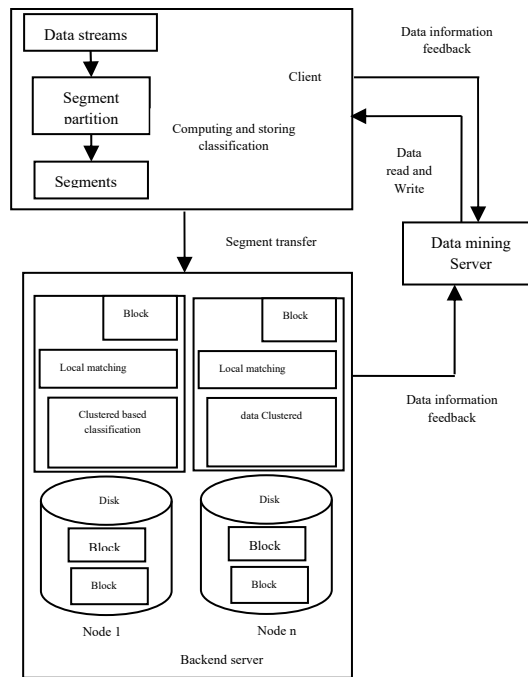 Data streams
Segment
partition
Segments
Client
Computing and storing
classification
Data information
feedback
Data
read and
Write
Data mining
Server
Segment transfer
Block
Local matching
Clustered based
classification
Disk
Block
Block
Node 1
Block
Local matching
data Clustered
Disk
Block
Block
Node n
Backend server
Data information
feedback